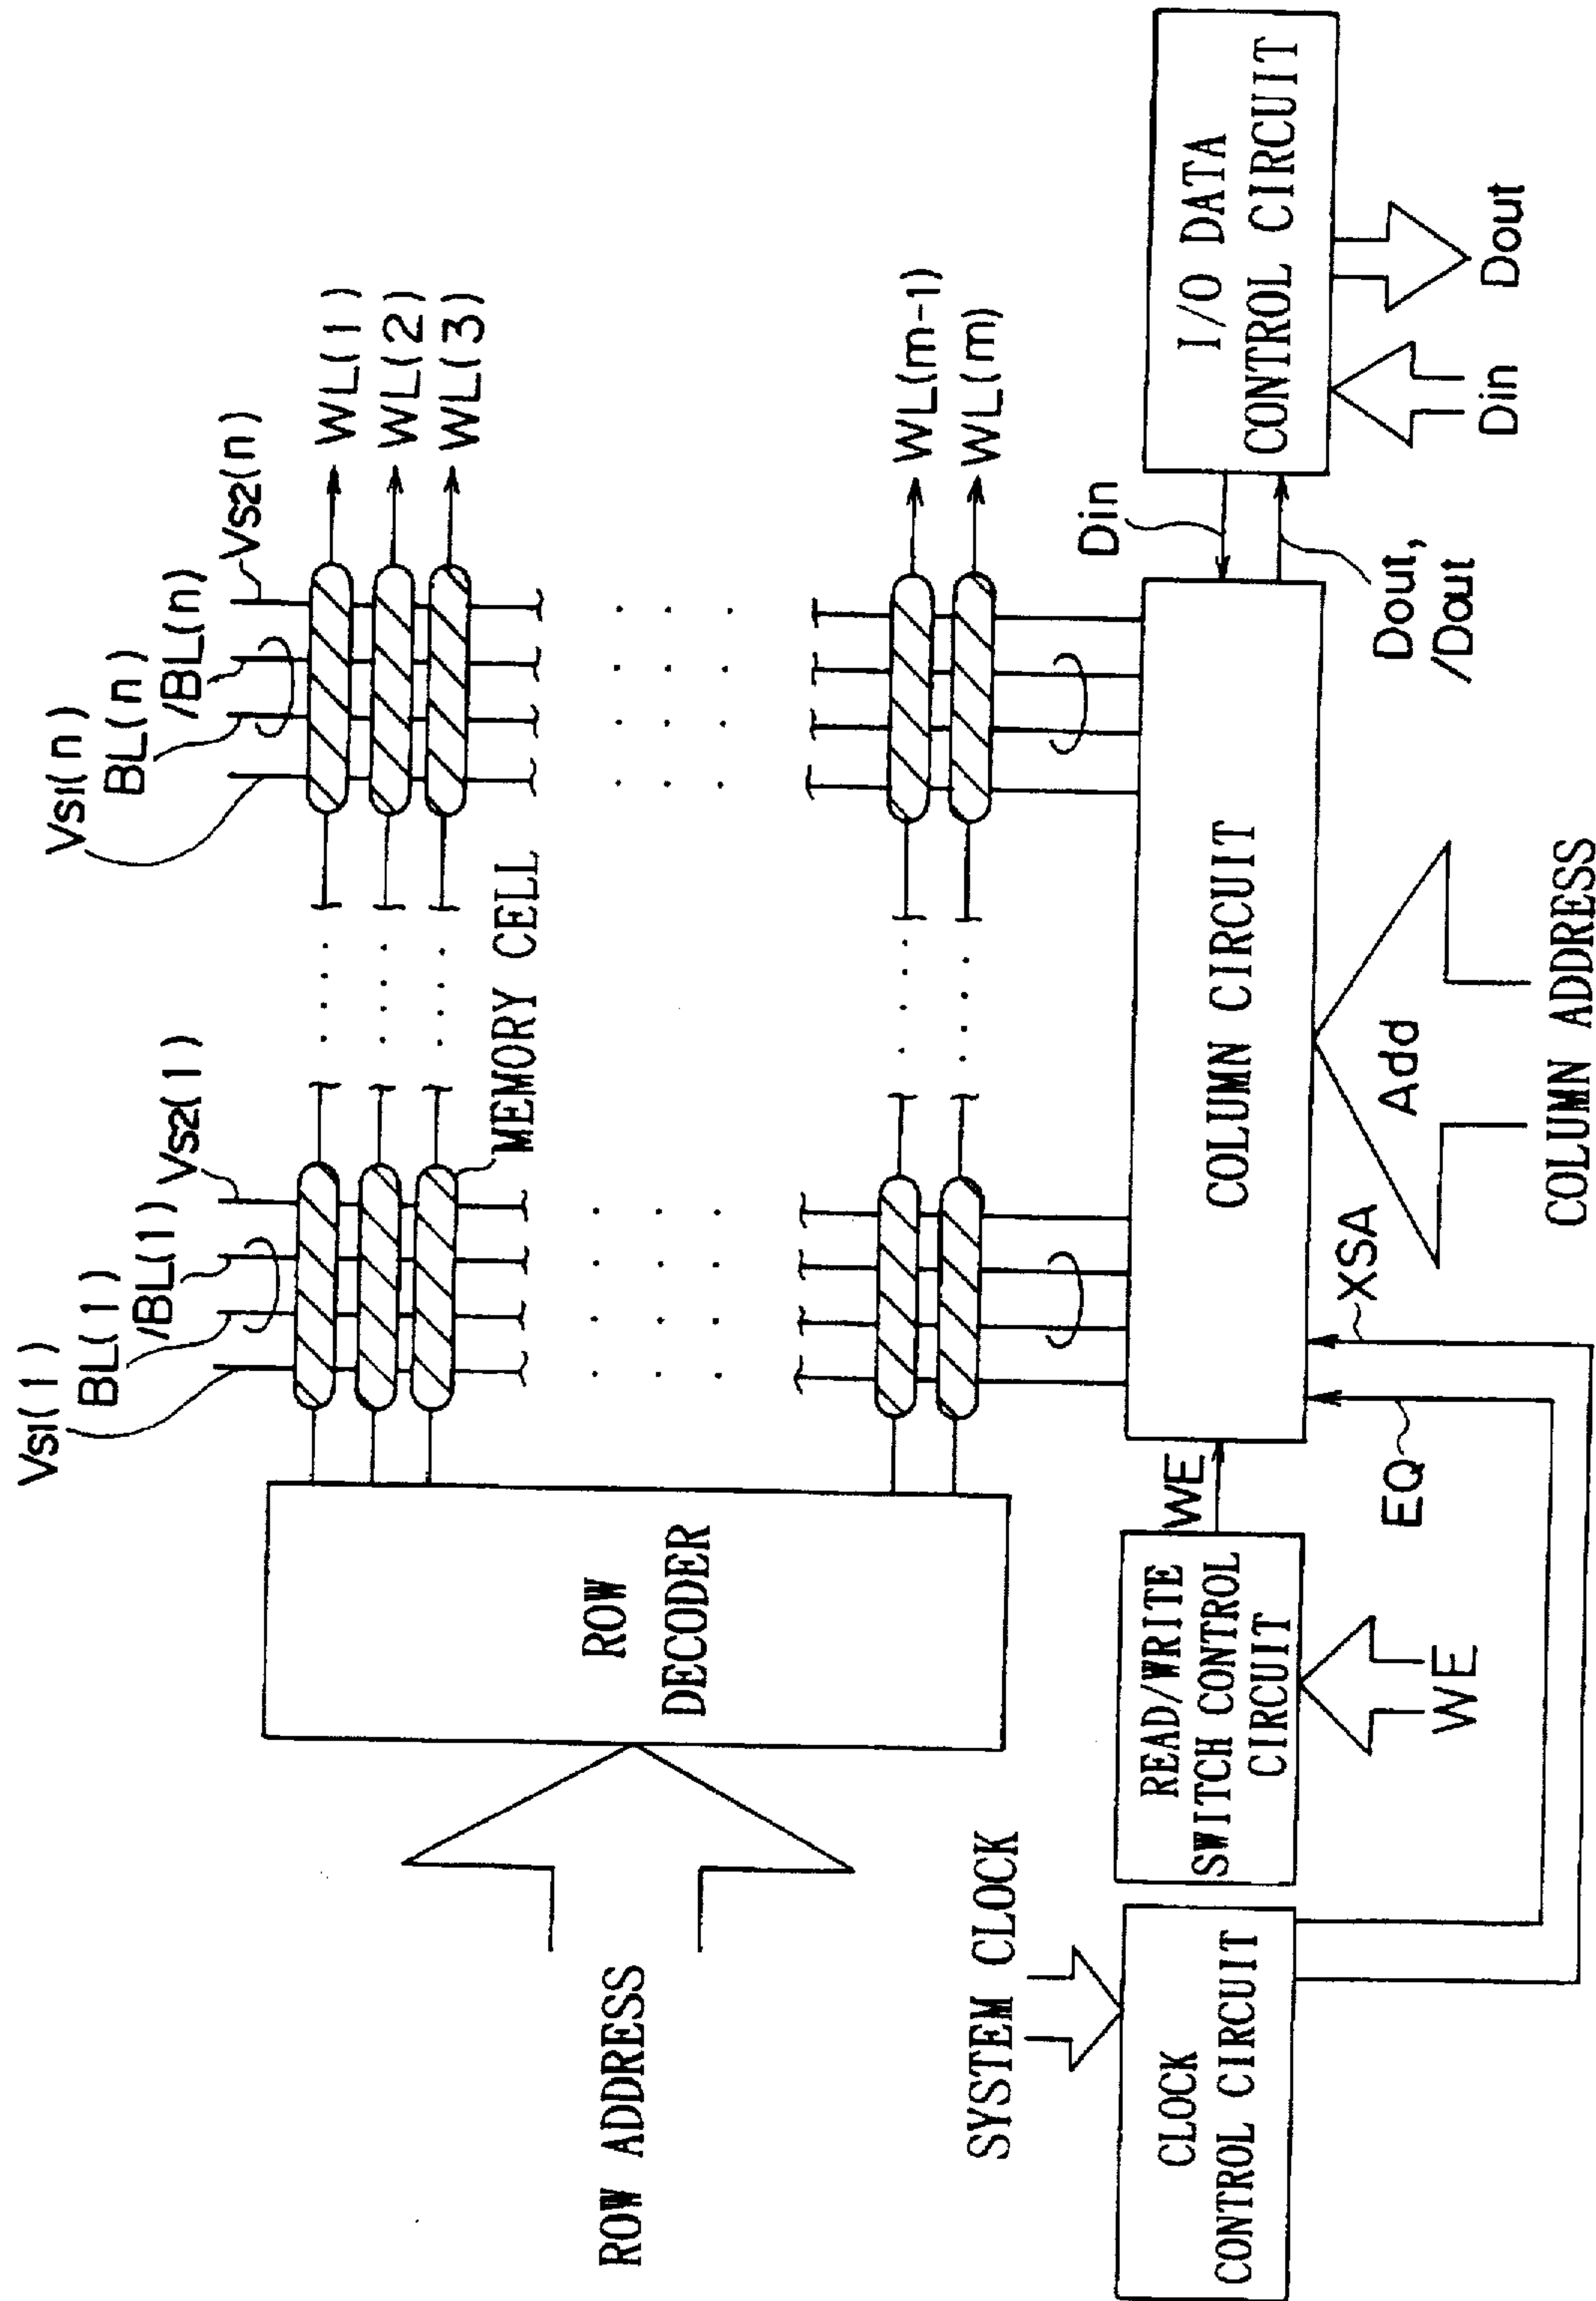 Vs1(1)
BL(1)
/BL(1)
Vs2(1)
Vs1(n)
BL(n)
/BL(n)
Vs2(n)
WL(1)
WL(2)
WL(3)
MEMORY CELL
WL(m-1)
WL(m)
ROW ADDRESS
ROW
DECODER
SYSTEM CLOCK
CLOCK
CONTROL CIRCUIT
READ/WRITE
SWITCH CONTROL
CIRCUIT
WE
WE
EQ
XSA
COLUMN CIRCUIT
Add
COLUMN ADDRESS
Din
Dout,
/Dout
I/O DATA
CONTROL CIRCUIT
Din
Dout